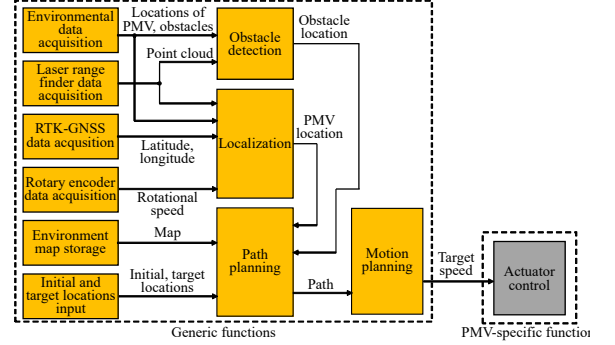 Environmental
data
acquisition
Locations of
PMV, obstacles
Obstacle
detection
Obstacle
location
Laser range
finder data
acquisition
Point cloud
RTK-GNSS
data acqusition
Latitude,
longitude
Localization
PMV
location
Rotary encoder
data acquisition
Rotational
speed
Environment
map storage
Map
Path
planning
Motion
planning
Target
speed
Actuator
control
Initial and
target locations
input
Initial, target
locations
Path
Generic functions
PMV-specific function